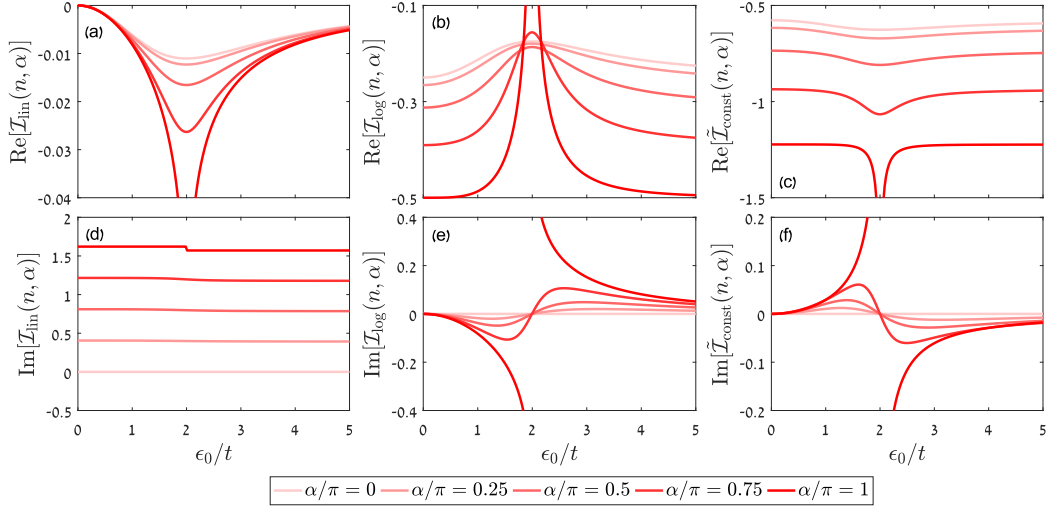 (a)
Re[𝓘_lin(n, α)]
0
-0.01
-0.02
-0.03
-0.04
(b)
Re[𝓘_log(n, α)]
-0.1
-0.3
-0.5
(c)
Re[𝓘̃_const(n, α)]
-0.5
-1
-1.5
(d)
Im[𝓘_lin(n, α)]
2
1.5
1
0.5
0
-0.5
0 1 2 3 4 5
ϵ₀/t
(e)
Im[𝓘_log(n, α)]
0.4
0.2
0
-0.2
-0.4
0 1 2 3 4 5
ϵ₀/t
(f)
Im[𝓘̃_const(n, α)]
0.2
0.1
0
-0.1
-0.2
0 1 2 3 4 5
ϵ₀/t
α/π = 0 α/π = 0.25 α/π = 0.5 α/π = 0.75 α/π = 1